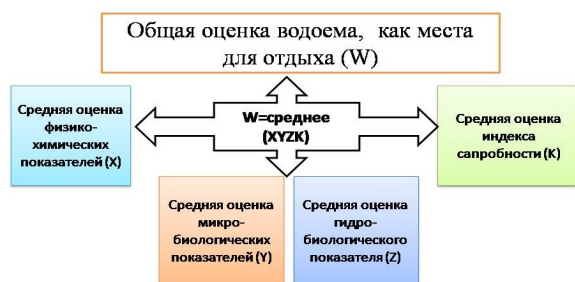 Общая оценка водоема, как места
для отдыха (W)
Средняя оценка
физико-
химических
показателей (X)
W=среднее
(XYZK)
Средняя оценка
индекса
сапробности (K)
Средняя оценка
микро-
биологических
показателей (Y)
Средняя оценка
гидро-
биологического
показателя (Z)